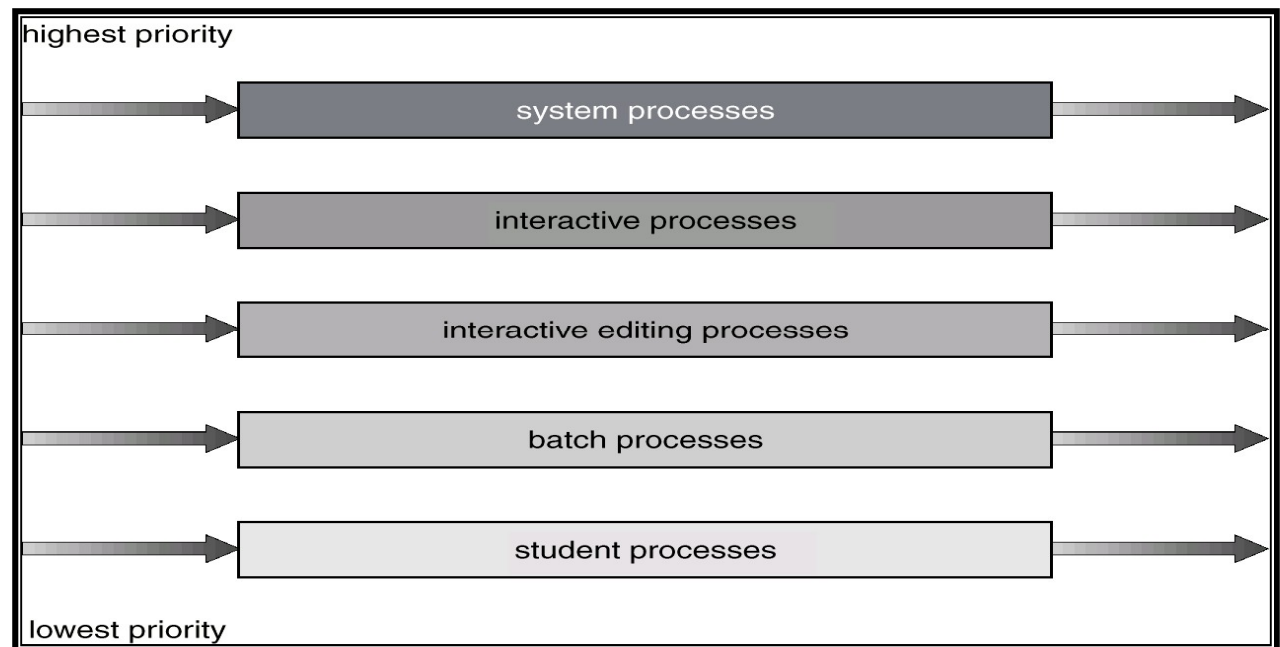 highest priority
system processes
interactive processes
interactive editing processes
batch processes
student processes
lowest priority